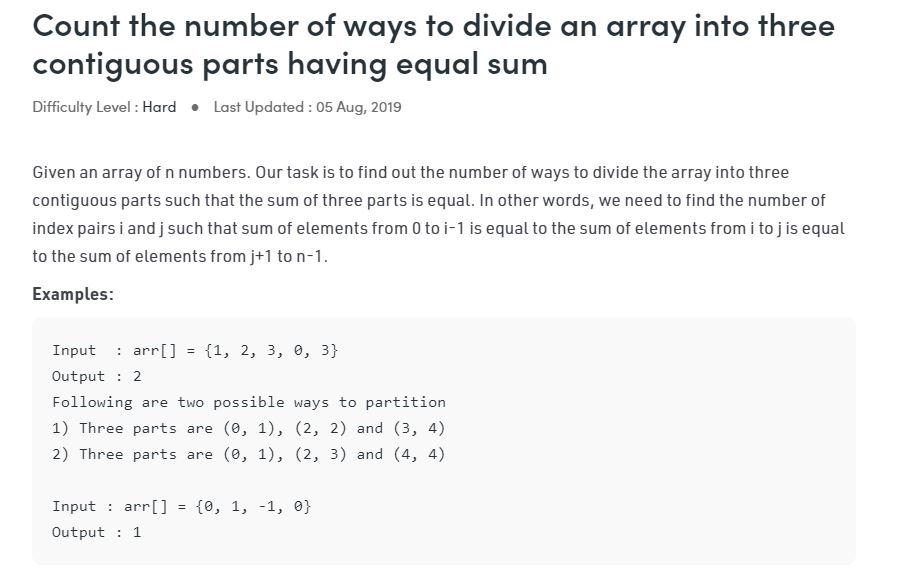 Count the number of ways to divide an array into three
contiguous parts having equal sum
Difficulty Level : Hard ● Last Updated : 05 Aug, 2019
Given an array of n numbers. Our task is to find out the number of ways to divide the array into three
contiguous parts such that the sum of three parts is equal. In other words, we need to find the number of
index pairs i and j such that sum of elements from 0 to i-1 is equal to the sum of elements from i to j is equal
to the sum of elements from j+1 to n-1.
Examples:
Input  : arr[] = {1, 2, 3, 0, 3}
Output : 2
Following are two possible ways to partition
1) Three parts are (0, 1), (2, 2) and (3, 4)
2) Three parts are (0, 1), (2, 3) and (4, 4)
Input : arr[] = {0, 1, -1, 0}
Output : 1